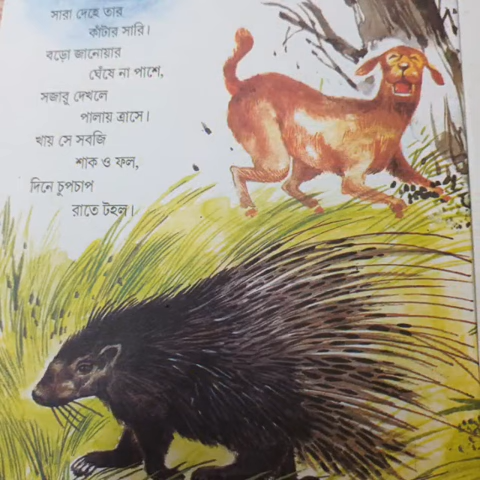 সারা দেহে তার
কাঁটার সারি।
বড়ো জানোয়ার
ঘেঁষে না পাশে,
সজারু দেখলে
পালায় ত্রাসে।
খায় সে সবজি
শাক ও ফল,
দিনে চুপচাপ
রাতে টহল।